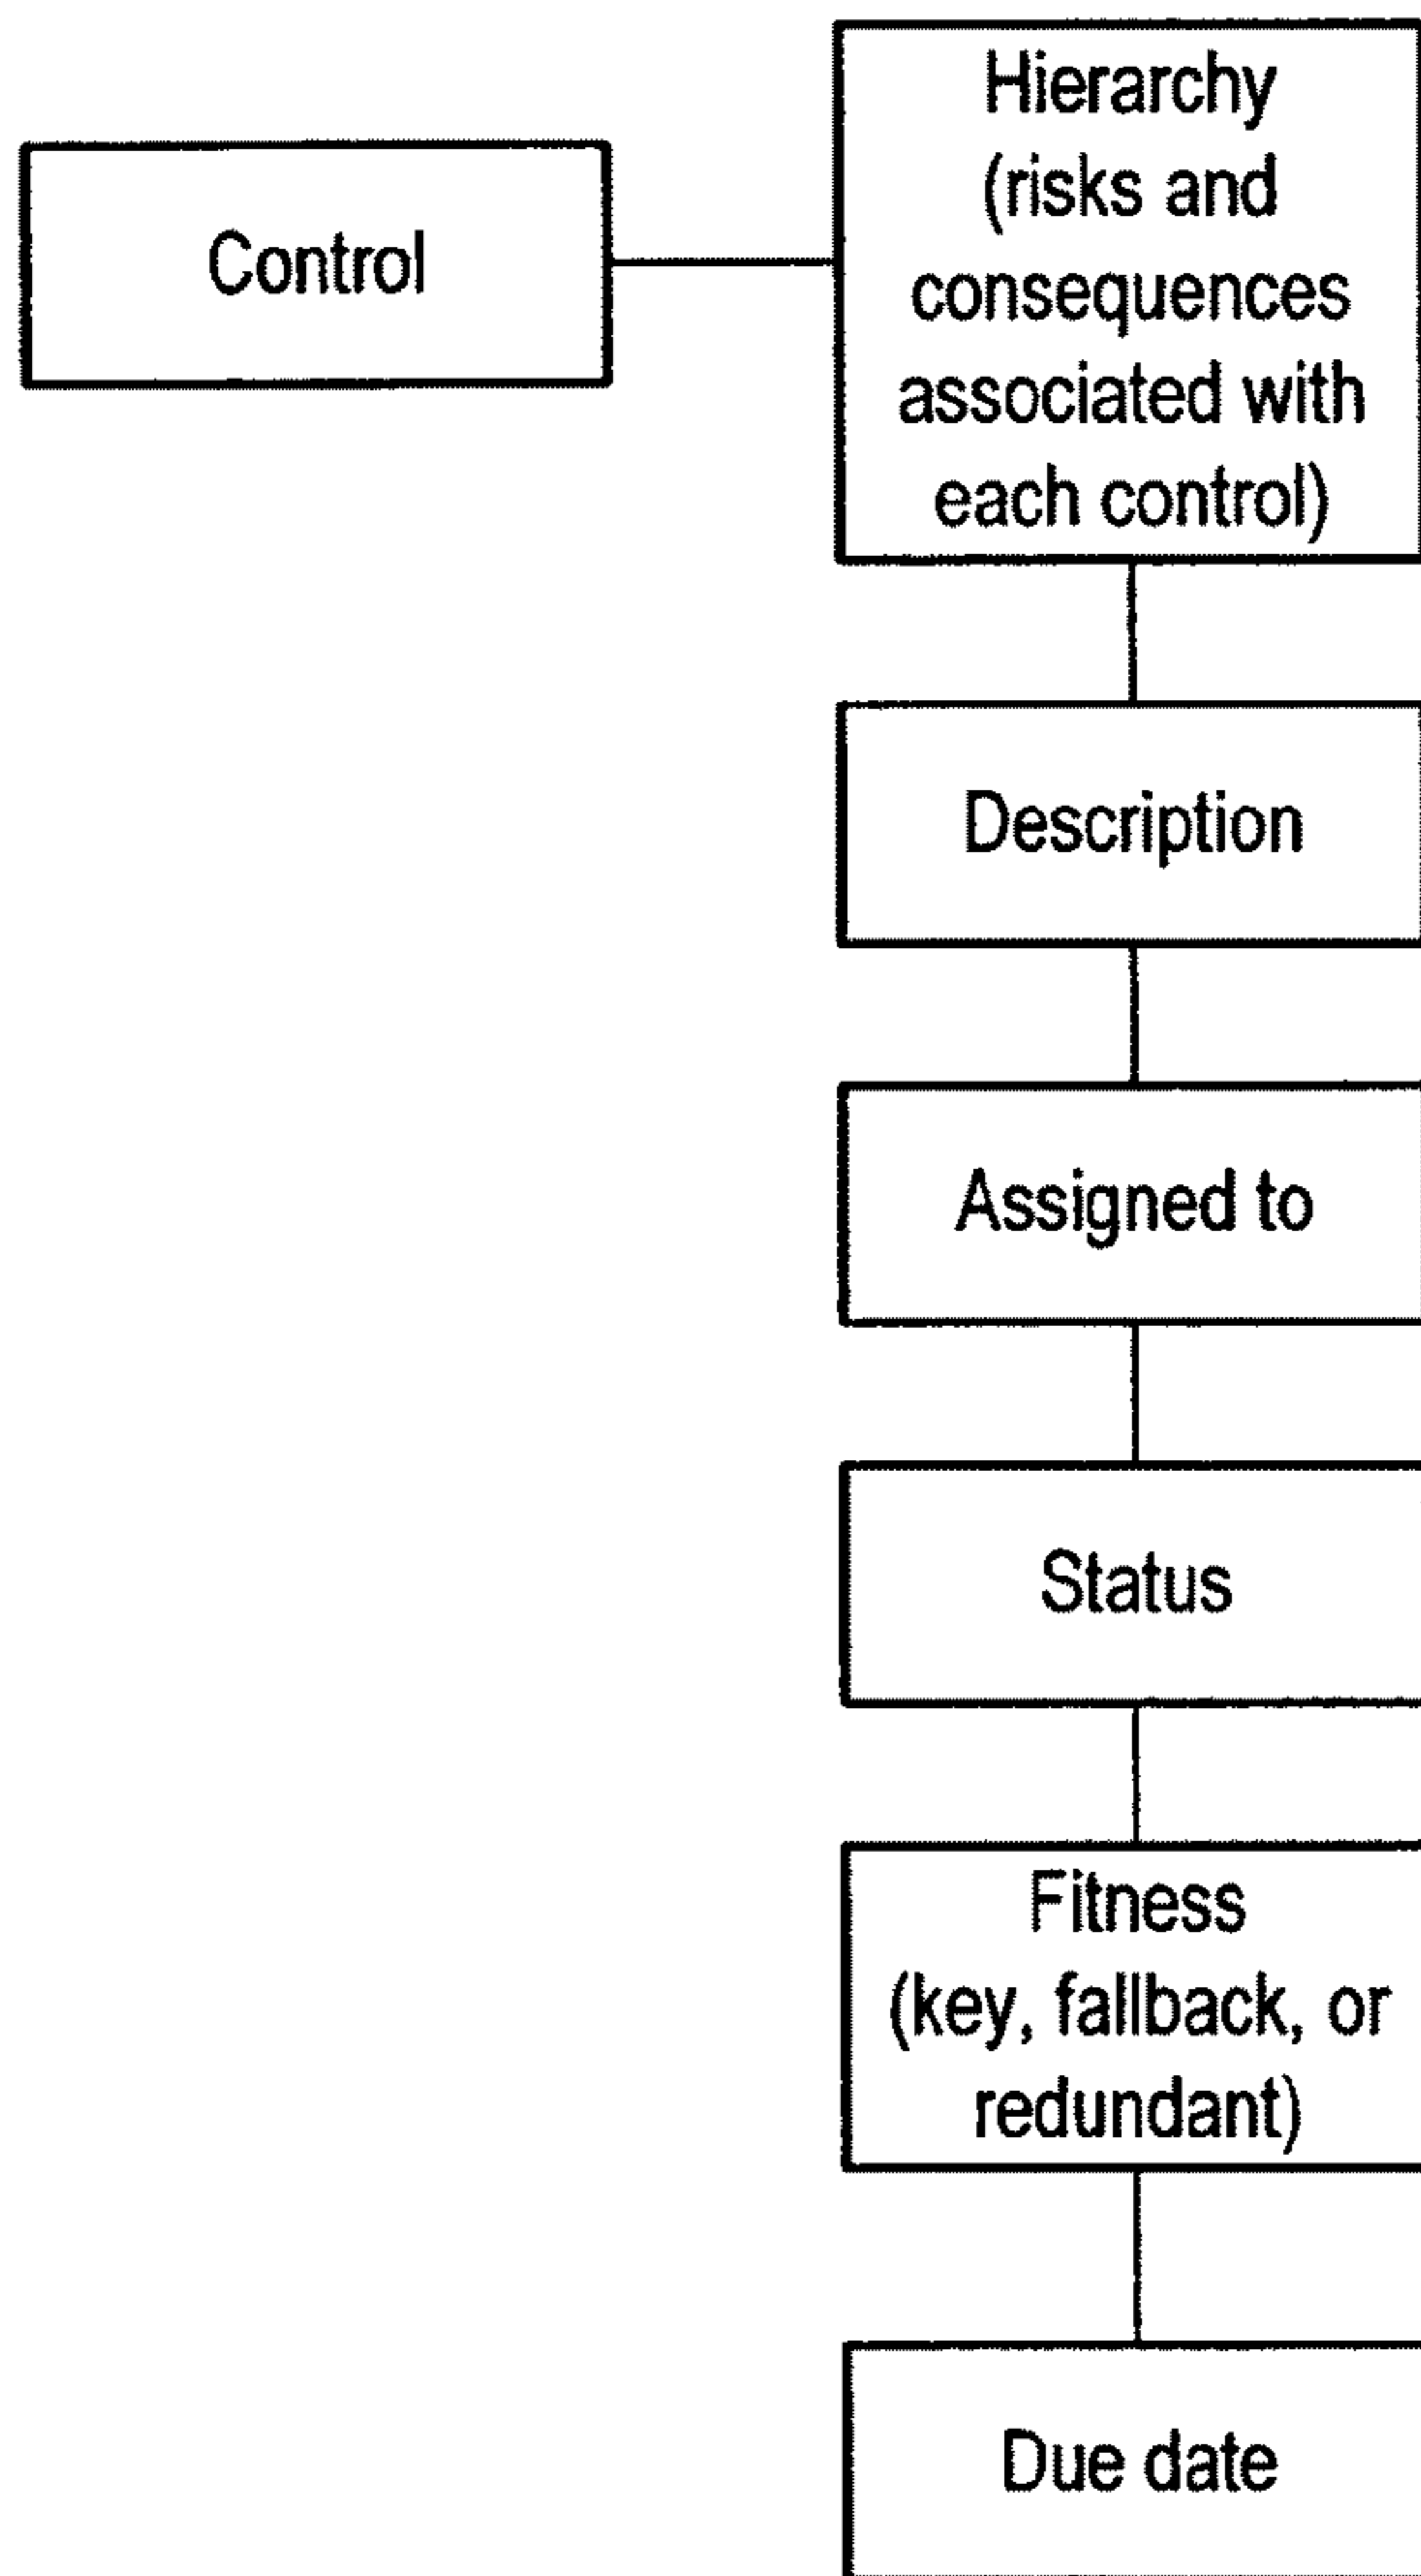 Control
Hierarchy
(risks and
consequences
associated with
each control)
Description
Assigned to
Status
Fitness
(key, fallback, or
redundant)
Due date